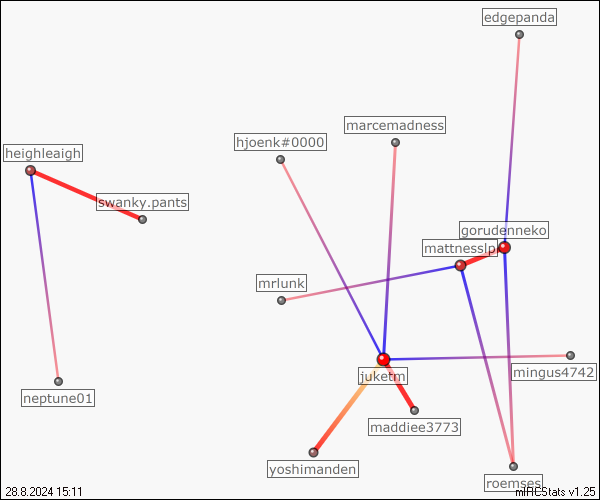 edgepanda
marcemadness
hjoenk#0000
heighleaigh
swanky.pants
gorudenneko
mattnesslp
mrlunk
juketm
mingus4742
neptune01
maddiee3773
yoshimanden
roemses
28.8.2024 15:11
mIRCStats v1.25